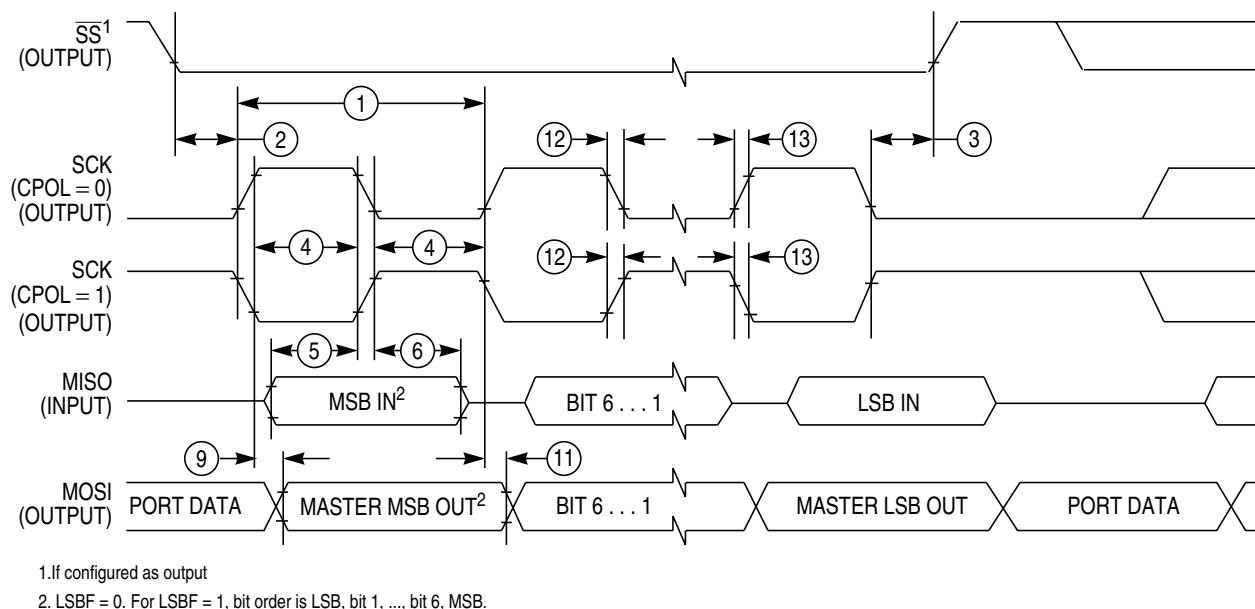 SS¹
(OUTPUT)
1
2
12
13
3
SCK
(CPOL = 0)
(OUTPUT)
4
4
12
13
SCK
(CPOL = 1)
(OUTPUT)
5
6
MISO
(INPUT)
MSB IN²
BIT 6 . . . 1
LSB IN
9
11
MOSI
(OUTPUT)
PORT DATA
MASTER MSB OUT²
BIT 6 . . . 1
MASTER LSB OUT
PORT DATA
1.If configured as output
2. LSBF = 0. For LSBF = 1, bit order is LSB, bit 1, ..., bit 6, MSB.